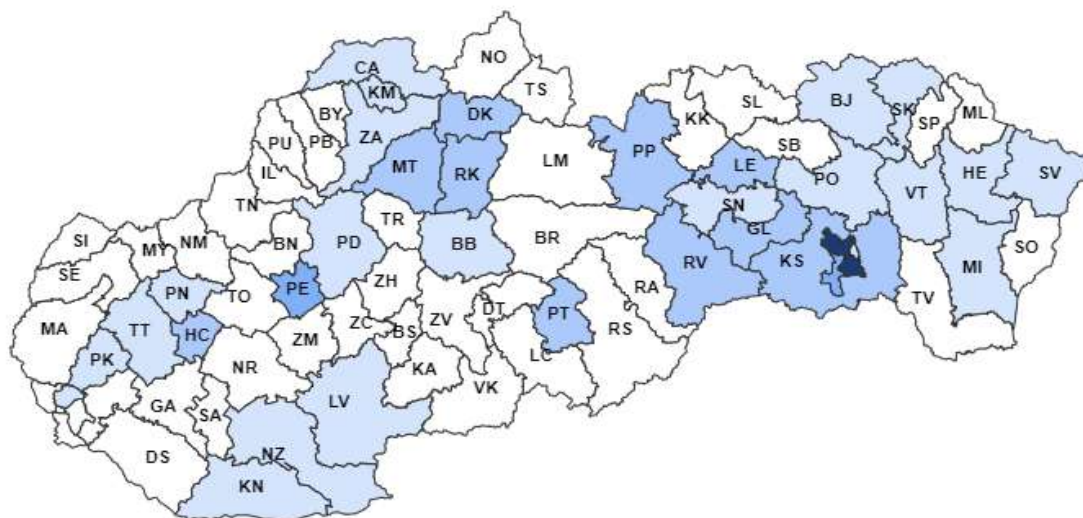 NO
CA
TS
KM
SL
BJ
SK
ML
KK
SP
BY
DK
PU
PB
ZA
SB
LM
PP
LE
MT
RK
IL
PO
HE
SV
VT
SN
TN
TR
GL
SI
MY
NM
BN
PD
BB
BR
SO
SE
RV
KS
MI
PN
TO
PE
ZH
RA
TV
MA
TT
HC
ZM
ZC
BS
ZV
DT
PT
RS
PK
NR
KA
LC
VK
GA
SA
LV
DS
NZ
KN